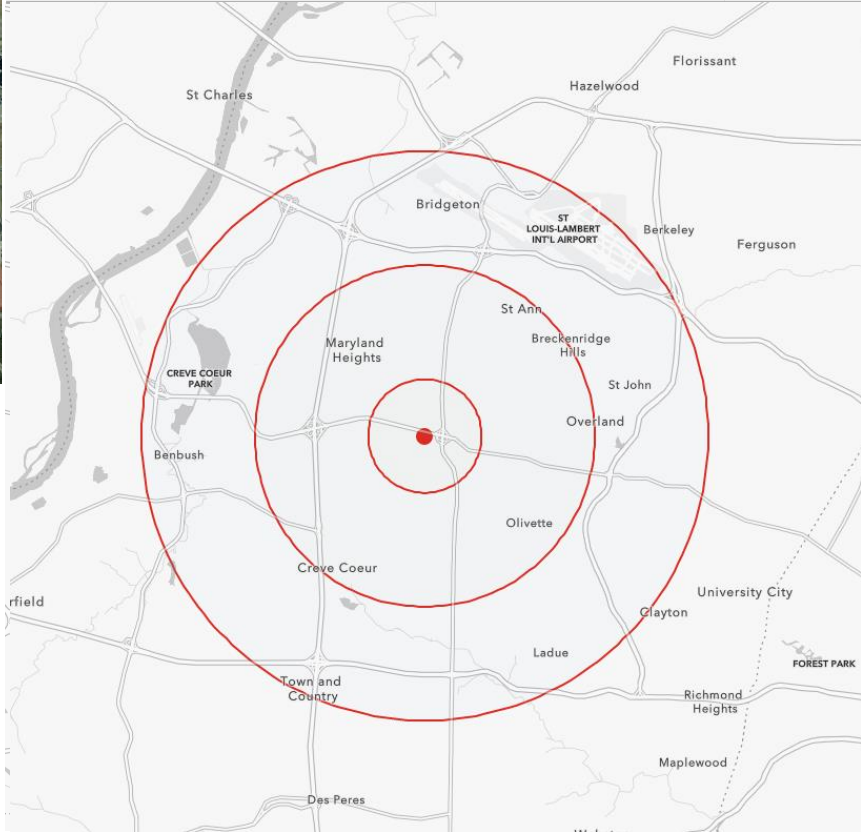 Florissant
Hazelwood
St Charles
Bridgeton
ST
LOUIS-LAMBERT
INT'L AIRPORT
Berkeley
Ferguson
St Ann
Maryland
Heights
Breckenridge
Hills
CREVE COEUR
PARK
St John
Overland
Benbush
Olivette
Creve Coeur
University City
rfield
Clayton
Ladue
FOREST PARK
Town and
Country
Richmond
Heights
Maplewood
Des Peres